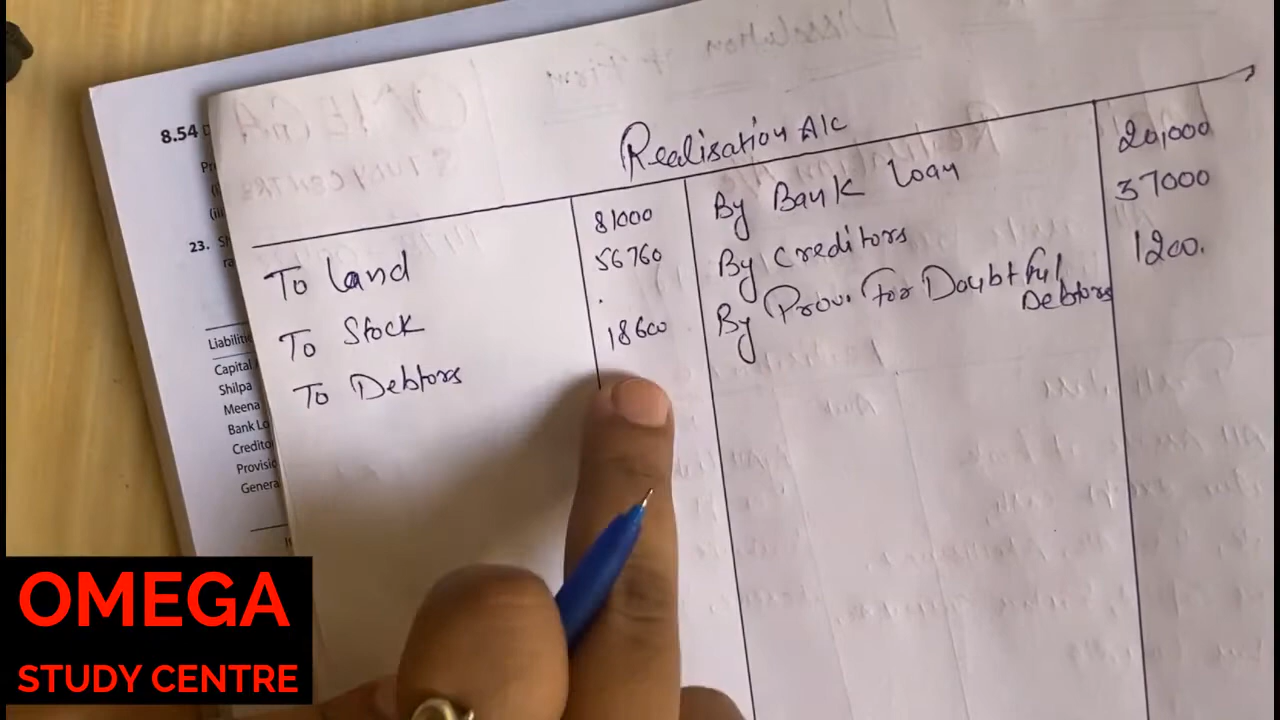 8.54
23.
Liabiliti
Capital
Shilpa
Meena
Bank Lo
Credito
Provisio
Genera
Realisation A/c
To Land 81000
To Stock 56760
To Debtors 18600
By Bank Loan 20,000
By Creditors 37000
By Prov. for Doubtful Debtors 1200.
OMEGA
STUDY CENTRE